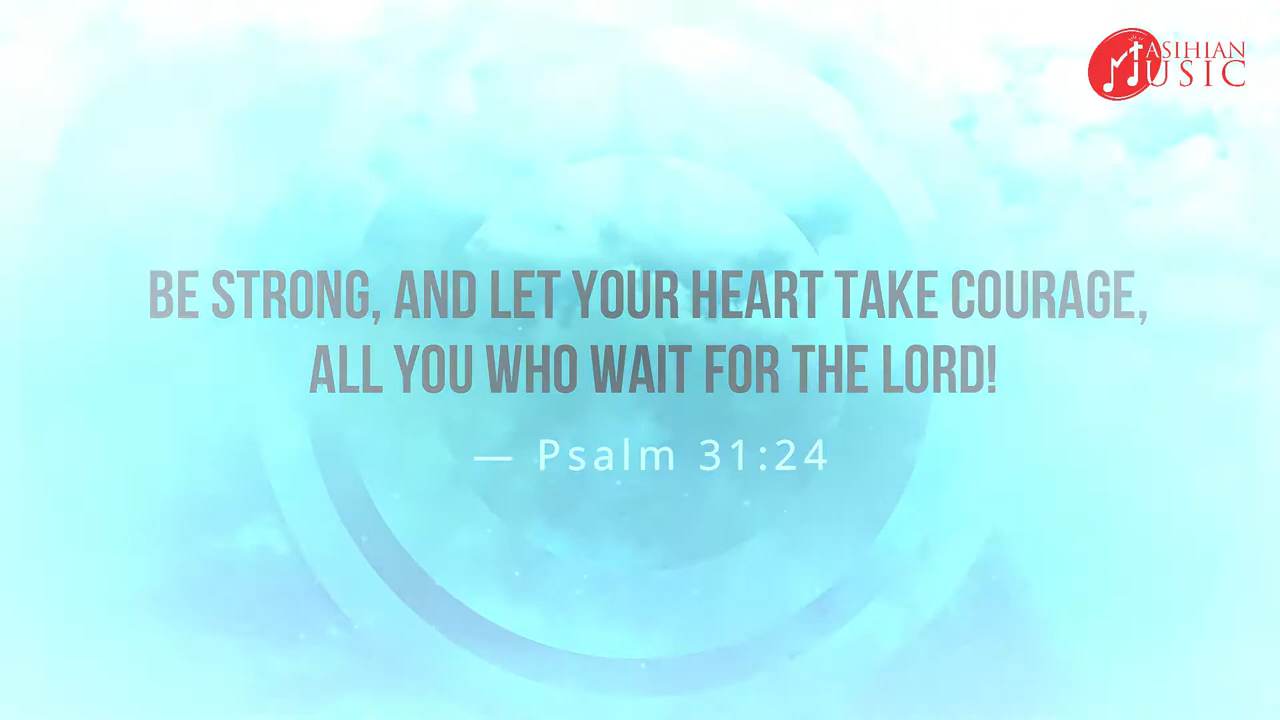 ASIHIAN
MUSIC
BE STRONG, AND LET YOUR HEART TAKE COURAGE,
ALL YOU WHO WAIT FOR THE LORD!
— Psalm 31:24